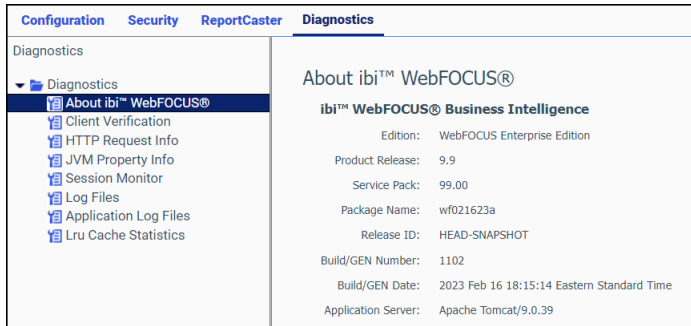 Configuration Security ReportCaster Diagnostics
Diagnostics
Diagnostics
About ibi™ WebFOCUS®
Client Verification
HTTP Request Info
JVM Property Info
Session Monitor
Log Files
Application Log Files
Lru Cache Statistics
About ibi™ WebFOCUS®
ibi™ WebFOCUS® Business Intelligence
Edition: WebFOCUS Enterprise Edition
Product Release: 9.9
Service Pack: 99.00
Package Name: wf021623a
Release ID: HEAD-SNAPSHOT
Build/GEN Number: 1102
Build/GEN Date: 2023 Feb 16 18:15:14 Eastern Standard Time
Application Server: Apache Tomcat/9.0.39